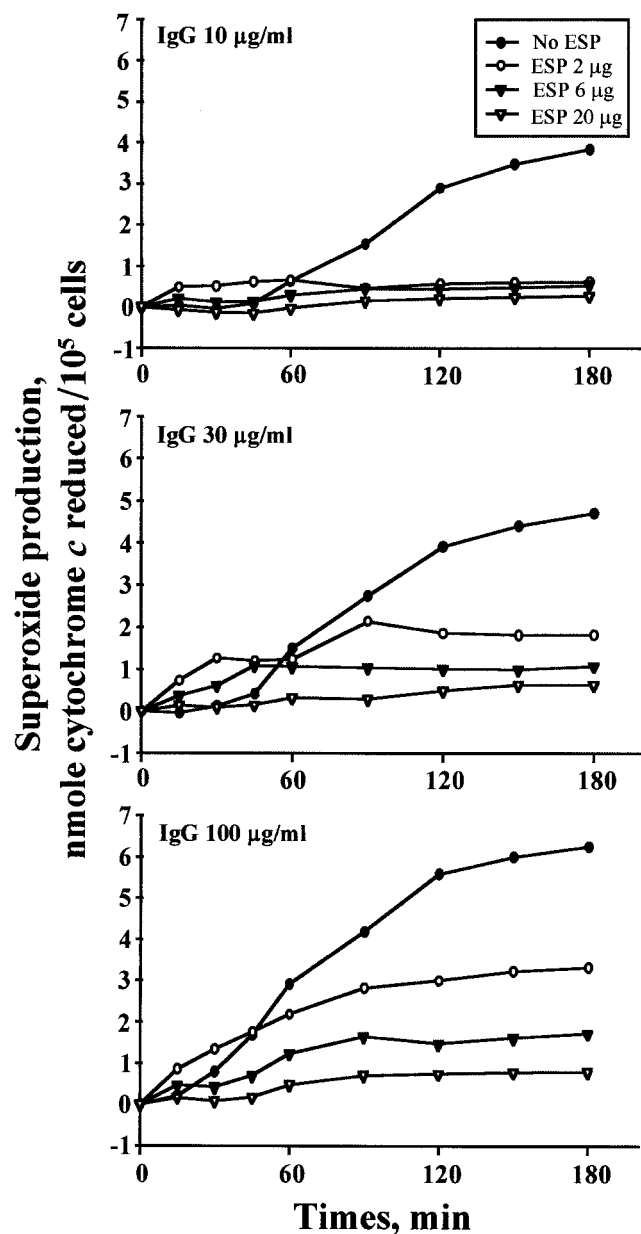 Superoxide production,
nmole cytochrome c reduced/10⁵ cells
IgG 10 µg/ml
No ESP
ESP 2 µg
ESP 6 µg
ESP 20 µg
7
6
5
4
3
2
1
0
-1
0 60 120 180
IgG 30 µg/ml
7
6
5
4
3
2
1
0
-1
0 60 120 180
IgG 100 µg/ml
7
6
5
4
3
2
1
0
-1
0 60 120 180
Times, min